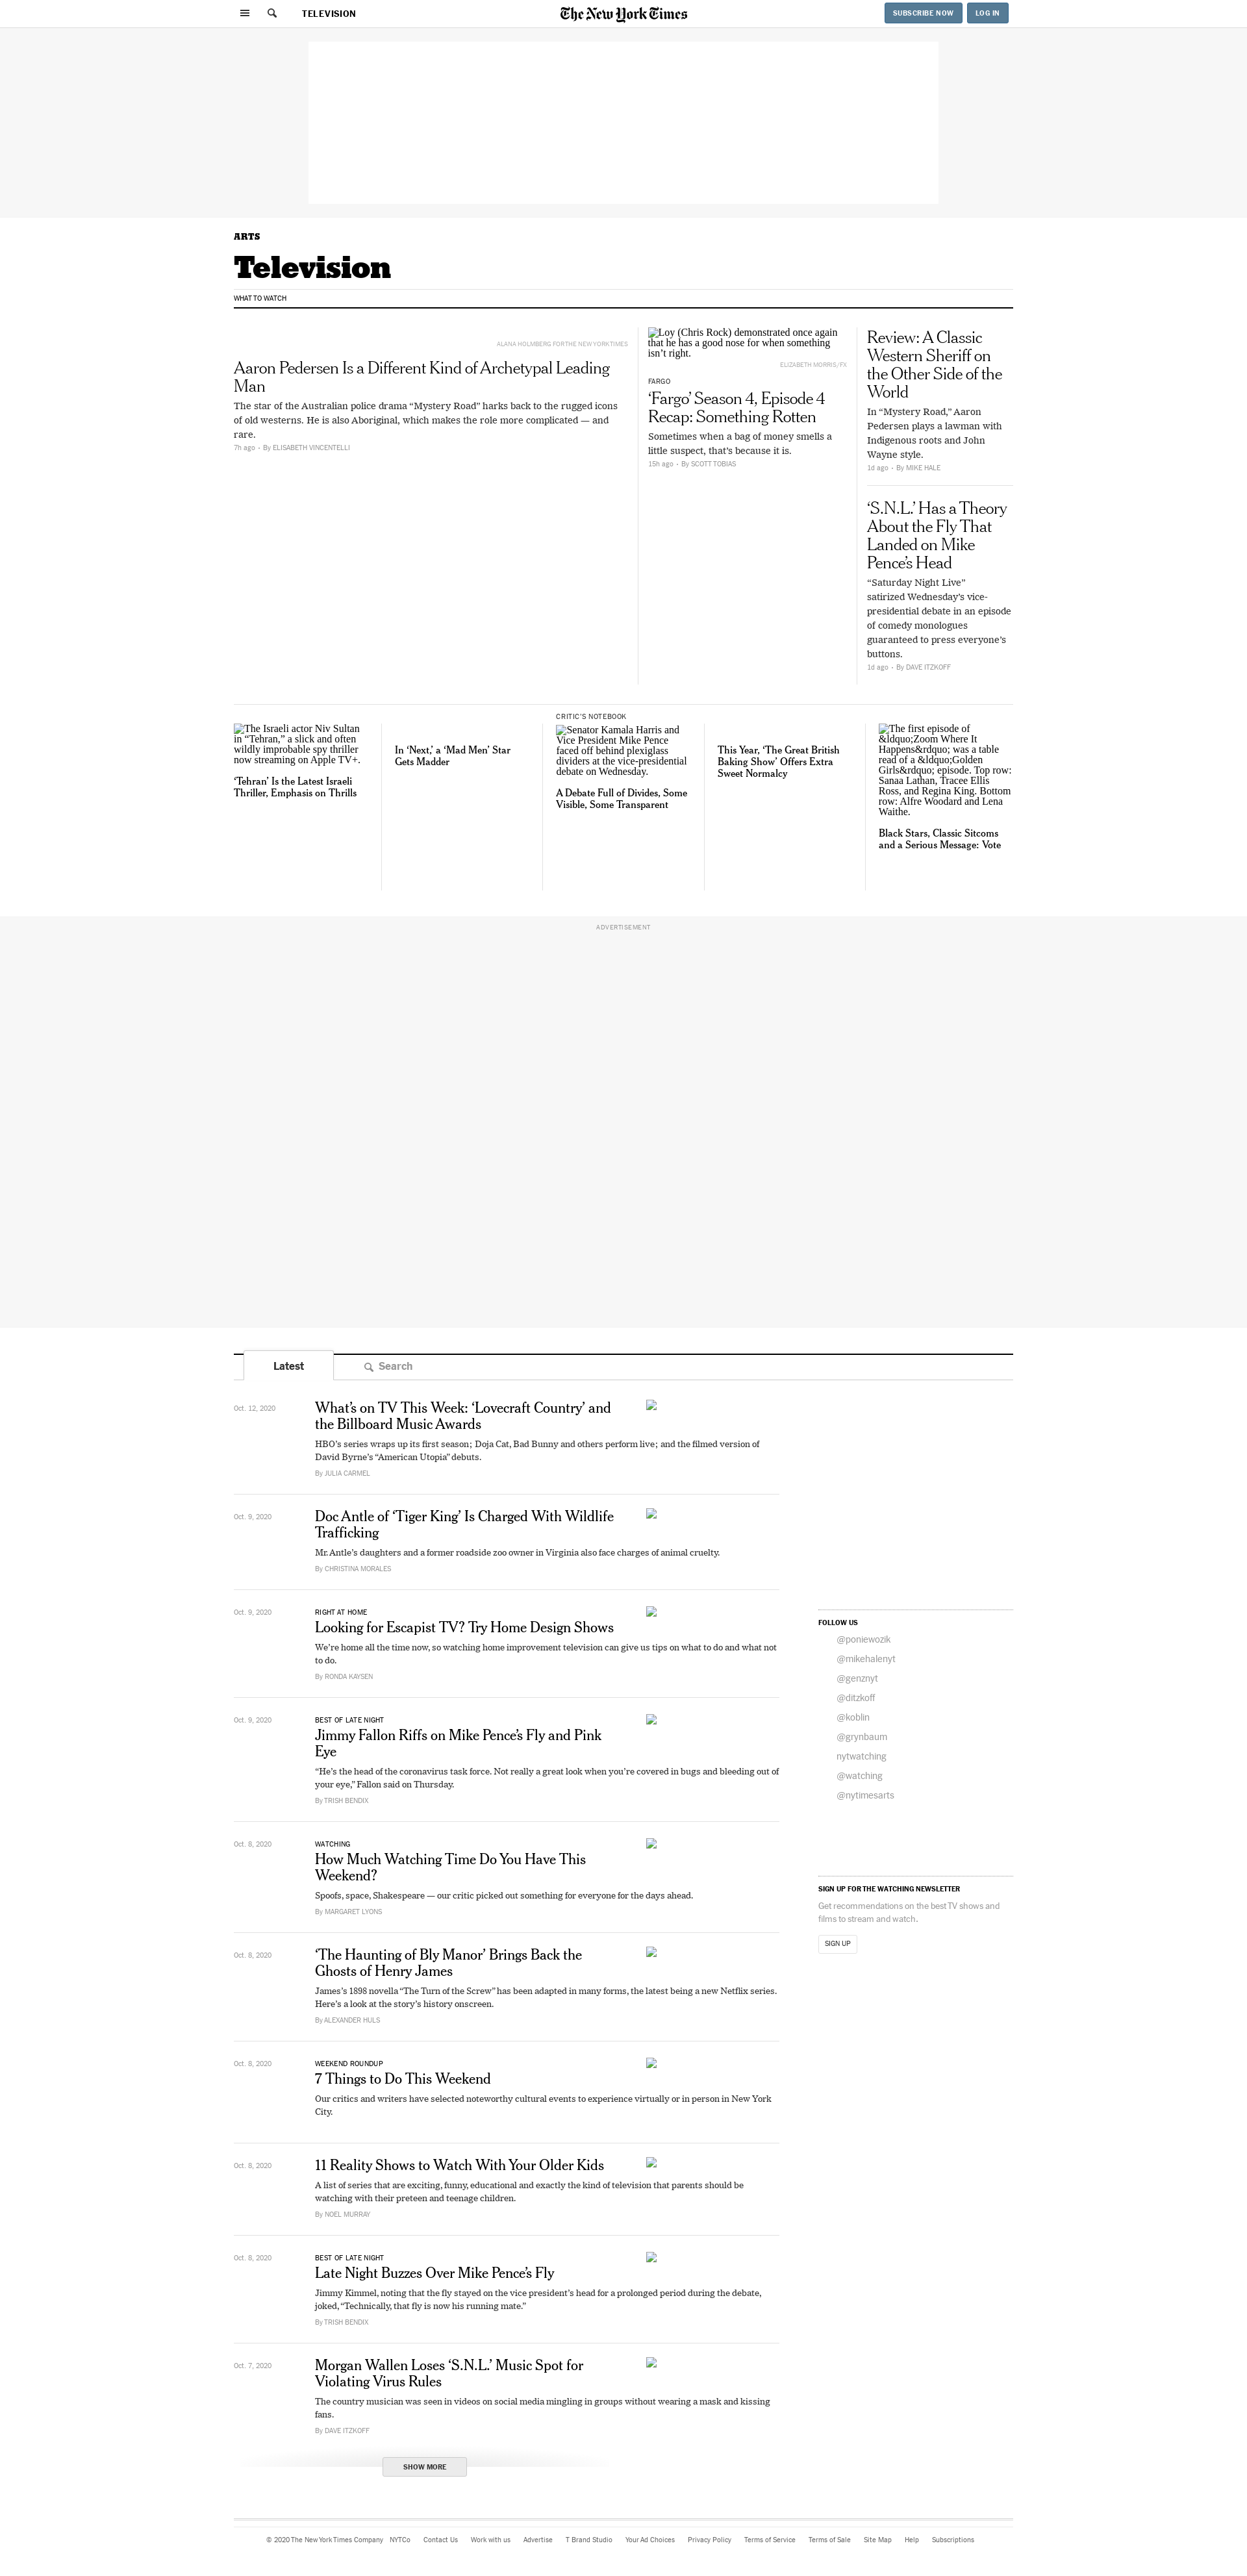 TELEVISION
The New York Times
SUBSCRIBE NOW
LOG IN
ARTS
Television
WHAT TO WATCH
ALANA HOLMBERG FOR THE NEW YORK TIMES
Aaron Pedersen Is a Different Kind of Archetypal Leading
Man
The star of the Australian police drama “Mystery Road” harks back to the rugged icons
of old westerns. He is also Aboriginal, which makes the role more complicated — and
rare.
7h ago • By ELISABETH VINCENTELLI
Loy (Chris Rock) demonstrated once again
that he has a good nose for when something
isn’t right.
ELIZABETH MORRIS/FX
FARGO
‘Fargo’ Season 4, Episode 4
Recap: Something Rotten
Sometimes when a bag of money smells a
little suspect, that’s because it is.
15h ago • By SCOTT TOBIAS
Review: A Classic
Western Sheriff on
the Other Side of the
World
In “Mystery Road,” Aaron
Pedersen plays a lawman with
Indigenous roots and John
Wayne style.
1d ago • By MIKE HALE
‘S.N.L.’ Has a Theory
About the Fly That
Landed on Mike
Pence’s Head
“Saturday Night Live”
satirized Wednesday’s vice-
presidential debate in an episode
of comedy monologues
guaranteed to press everyone’s
buttons.
1d ago • By DAVE ITZKOFF
The Israeli actor Niv Sultan
in “Tehran,” a slick and often
wildly improbable spy thriller
now streaming on Apple TV+.
‘Tehran’ Is the Latest Israeli
Thriller, Emphasis on Thrills
In ‘Next,’ a ‘Mad Men’ Star
Gets Madder
CRITIC’S NOTEBOOK
Senator Kamala Harris and
Vice President Mike Pence
faced off behind plexiglass
dividers at the vice-presidential
debate on Wednesday.
A Debate Full of Divides, Some
Visible, Some Transparent
This Year, ‘The Great British
Baking Show’ Offers Extra
Sweet Normalcy
The first episode of
&ldquo;Zoom Where It
Happens&rdquo; was a table
read of a &ldquo;Golden
Girls&rdquo; episode. Top row:
Sanaa Lathan, Tracee Ellis
Ross, and Regina King. Bottom
row: Alfre Woodard and Lena
Waithe.
Black Stars, Classic Sitcoms
and a Serious Message: Vote
ADVERTISEMENT
Latest
Search
Oct. 12, 2020
What’s on TV This Week: ‘Lovecraft Country’ and
the Billboard Music Awards
HBO’s series wraps up its first season; Doja Cat, Bad Bunny and others perform live; and the filmed version of
David Byrne’s “American Utopia” debuts.
By JULIA CARMEL
Oct. 9, 2020
Doc Antle of ‘Tiger King’ Is Charged With Wildlife
Trafficking
Mr. Antle’s daughters and a former roadside zoo owner in Virginia also face charges of animal cruelty.
By CHRISTINA MORALES
Oct. 9, 2020
RIGHT AT HOME
Looking for Escapist TV? Try Home Design Shows
We’re home all the time now, so watching home improvement television can give us tips on what to do and what not
to do.
By RONDA KAYSEN
Oct. 9, 2020
BEST OF LATE NIGHT
Jimmy Fallon Riffs on Mike Pence’s Fly and Pink
Eye
“He’s the head of the coronavirus task force. Not really a great look when you’re covered in bugs and bleeding out of
your eye,” Fallon said on Thursday.
By TRISH BENDIX
Oct. 8, 2020
WATCHING
How Much Watching Time Do You Have This
Weekend?
Spoofs, space, Shakespeare — our critic picked out something for everyone for the days ahead.
By MARGARET LYONS
Oct. 8, 2020
‘The Haunting of Bly Manor’ Brings Back the
Ghosts of Henry James
James’s 1898 novella “The Turn of the Screw” has been adapted in many forms, the latest being a new Netflix series.
Here’s a look at the story’s history onscreen.
By ALEXANDER HULS
Oct. 8, 2020
WEEKEND ROUNDUP
7 Things to Do This Weekend
Our critics and writers have selected noteworthy cultural events to experience virtually or in person in New York
City.
Oct. 8, 2020
11 Reality Shows to Watch With Your Older Kids
A list of series that are exciting, funny, educational and exactly the kind of television that parents should be
watching with their preteen and teenage children.
By NOEL MURRAY
Oct. 8, 2020
BEST OF LATE NIGHT
Late Night Buzzes Over Mike Pence’s Fly
Jimmy Kimmel, noting that the fly stayed on the vice president’s head for a prolonged period during the debate,
joked, “Technically, that fly is now his running mate.”
By TRISH BENDIX
Oct. 7, 2020
Morgan Wallen Loses ‘S.N.L.’ Music Spot for
Violating Virus Rules
The country musician was seen in videos on social media mingling in groups without wearing a mask and kissing
fans.
By DAVE ITZKOFF
SHOW MORE
FOLLOW US
@poniewozik
@mikehalenyt
@genznyt
@ditzkoff
@koblin
@grynbaum
nytwatching
@watching
@nytimesarts
SIGN UP FOR THE WATCHING NEWSLETTER
Get recommendations on the best TV shows and
films to stream and watch.
SIGN UP
© 2020 The New York Times Company NYTCo Contact Us Work with us Advertise T Brand Studio Your Ad Choices Privacy Policy Terms of Service Terms of Sale Site Map Help Subscriptions